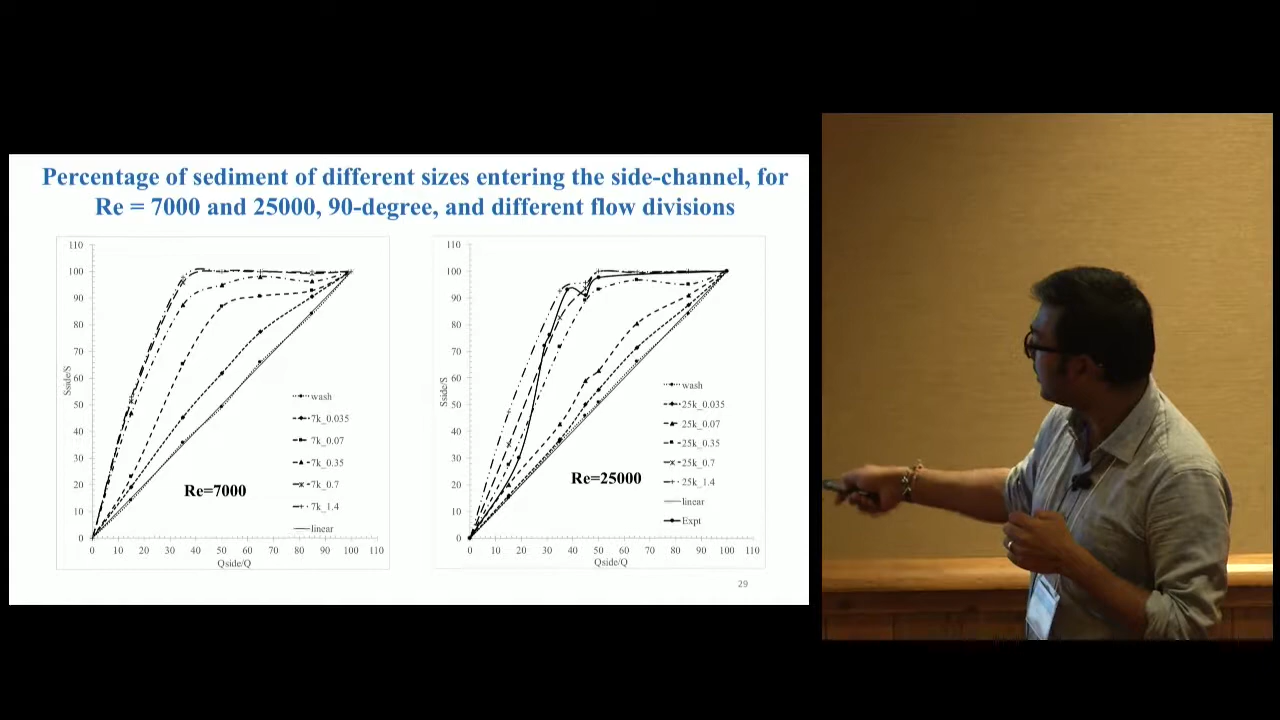 Percentage of sediment of different sizes entering the side-channel, for
Re = 7000 and 25000, 90-degree, and different flow divisions
110
100
90
80
70
60
50
40
30
20
10
0
Sside/S
0 10 20 30 40 50 60 70 80 90 100 110
Qside/Q
Re=7000
wash
7k_0.035
7k_0.07
7k_0.35
7k_0.7
7k_1.4
linear
110
100
90
80
70
60
50
40
30
20
10
0
Sside/S
0 10 20 30 40 50 60 70 80 90 100 110
Qside/Q
Re=25000
wash
25k_0.035
25k_0.07
25k_0.35
25k_0.7
25k_1.4
linear
Expt
29